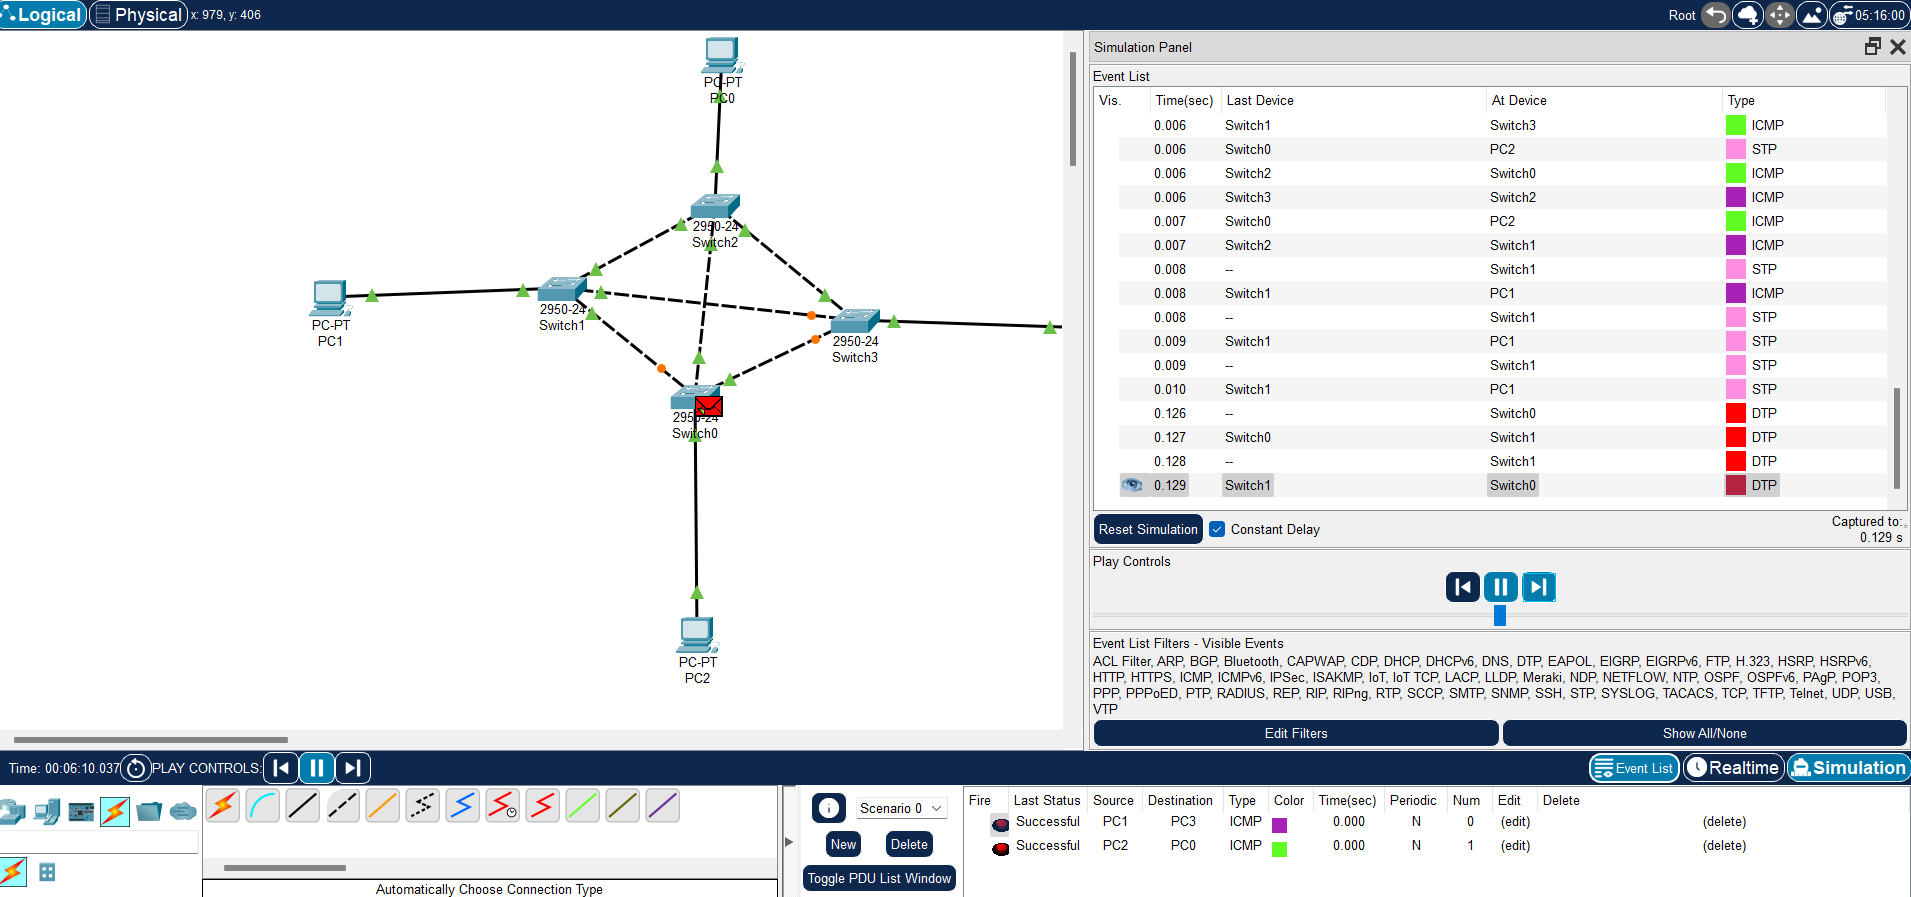 Logical
Physical
x: 979, y: 406
Root
05:16:00
PC-PT
PC0
2950-24
Switch2
PC-PT
PC1
2950-24
Switch1
2950-24
Switch3
2950-24
Switch0
PC-PT
PC2
Simulation Panel
Event List
Vis. Time(sec) Last Device At Device Type
0.006 Switch1 Switch3 ICMP
0.006 Switch0 PC2 STP
0.006 Switch2 Switch0 ICMP
0.006 Switch3 Switch2 ICMP
0.007 Switch0 PC2 ICMP
0.007 Switch2 Switch1 ICMP
0.008 -- Switch1 STP
0.008 Switch1 PC1 ICMP
0.008 -- Switch1 STP
0.009 Switch1 PC1 STP
0.009 -- Switch1 STP
0.010 Switch1 PC1 STP
0.126 -- Switch0 DTP
0.127 Switch0 Switch1 DTP
0.128 -- Switch1 DTP
0.129 Switch1 Switch0 DTP
Reset Simulation
Constant Delay
Captured to:
0.129 s
Play Controls
Event List Filters - Visible Events
ACL Filter, ARP, BGP, Bluetooth, CAPWAP, CDP, DHCP, DHCPv6, DNS, DTP, EAPOL, EIGRP, EIGRPv6, FTP, H.323, HSRP, HSRPv6,
HTTP, HTTPS, ICMP, ICMPv6, IPSec, ISAKMP, IoT, IoT TCP, LACP, LLDP, Meraki, NDP, NETFLOW, NTP, OSPF, OSPFv6, PAgP, POP3,
PPP, PPPoED, PTP, RADIUS, REP, RIP, RIPng, RTP, SCCP, SMTP, SNMP, SSH, STP, SYSLOG, TACACS, TCP, TFTP, Telnet, UDP, USB,
VTP
Edit Filters
Show All/None
Time: 00:06:10.037
PLAY CONTROLS:
Event List
Realtime
Simulation
Automatically Choose Connection Type
Scenario 0
New
Delete
Toggle PDU List Window
Fire Last Status Source Destination Type Color Time(sec) Periodic Num Edit Delete
Successful PC1 PC3 ICMP 0.000 N 0 (edit) (delete)
Successful PC2 PC0 ICMP 0.000 N 1 (edit) (delete)